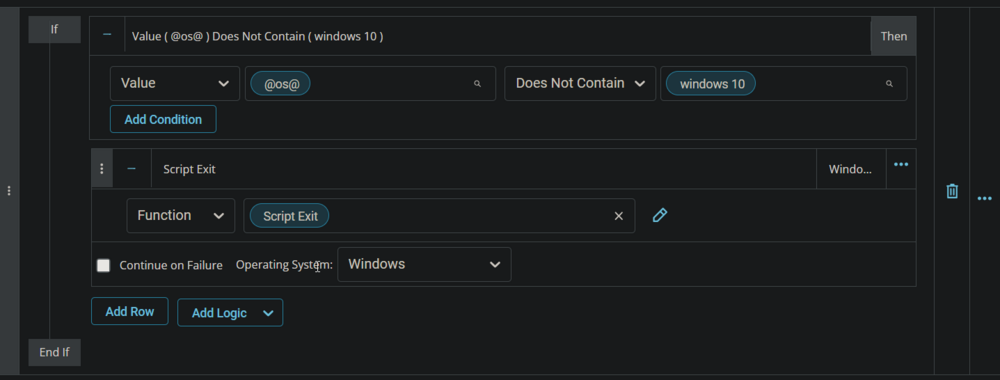 If
Value ( @os@ ) Does Not Contain ( windows 10 )
Then
Value
@os@
Does Not Contain
windows 10
Add Condition
Script Exit
Windo...
Function
Script Exit
Continue on Failure
Operating System:
Windows
Add Row
Add Logic
End If